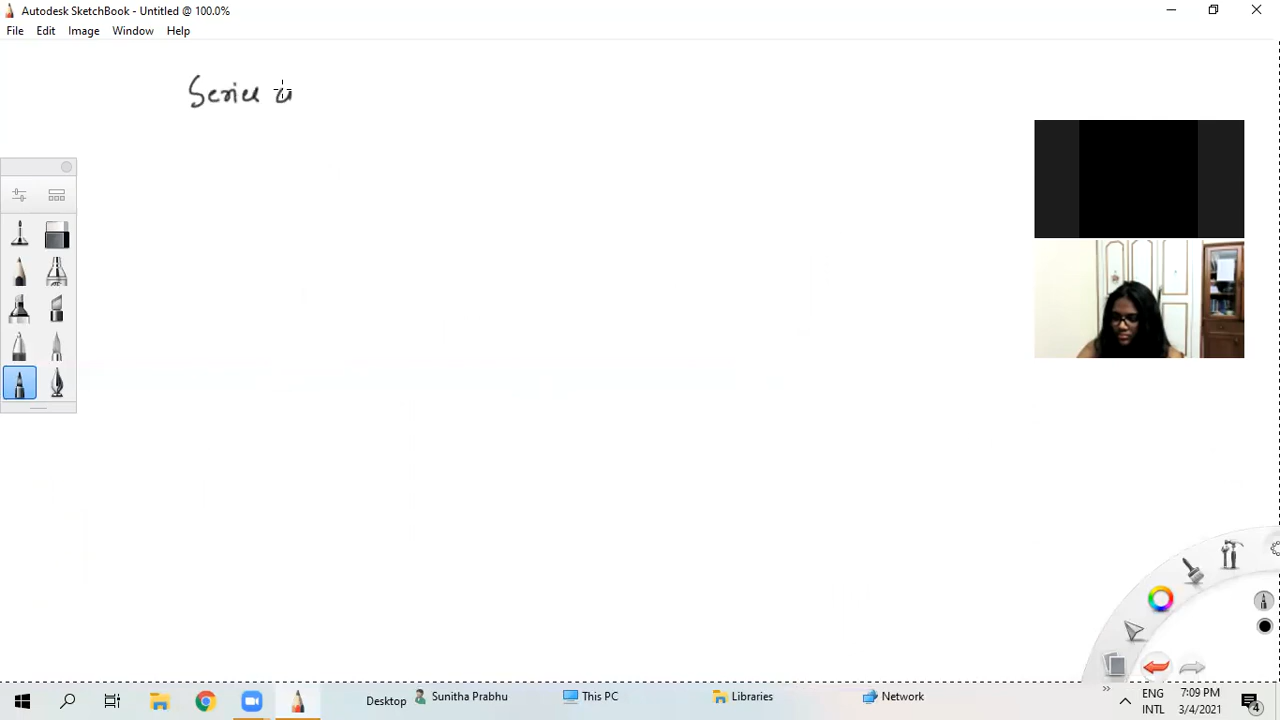 Autodesk SketchBook - Untitled @ 100.0%
File Edit Image Window Help
Series
Desktop Sunitha Prabhu This PC Libraries Network
ENG
INTL
7:09 PM
3/4/2021
4